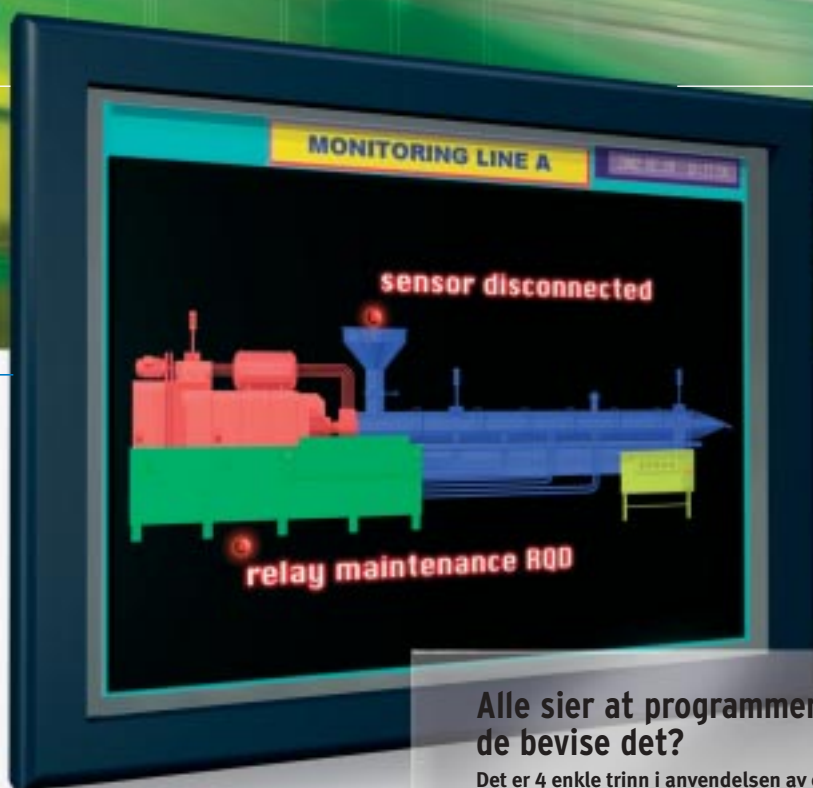 MONITORING LINE A
sensor disconnected
relay maintenance RQD
Alle sier at programmer
de bevise det?
Det er 4 enkle trinn i anvendelsen av